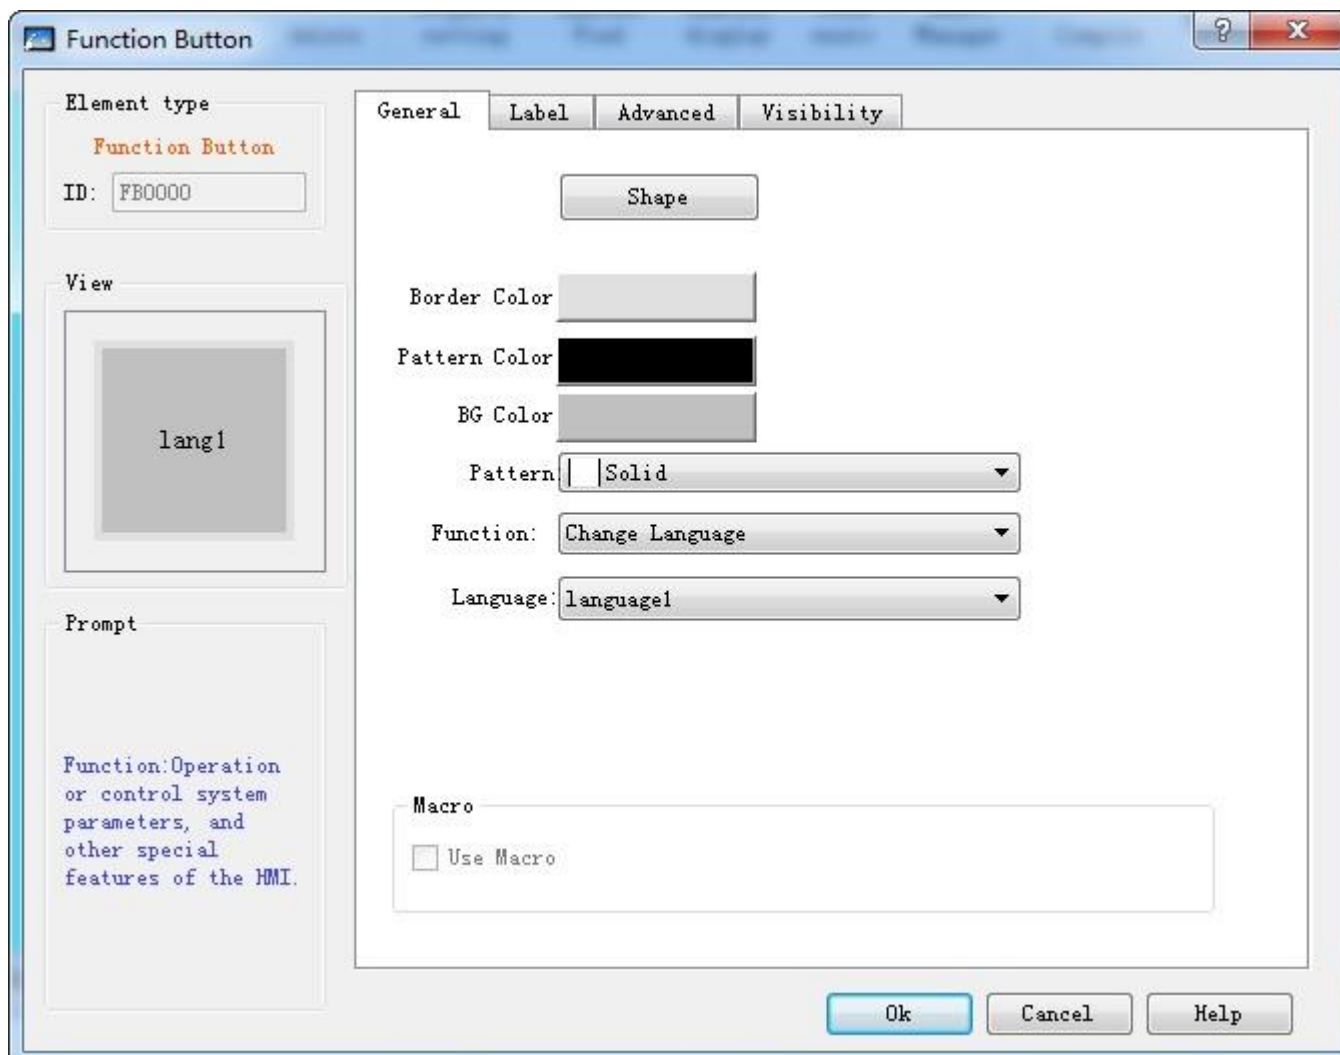 Function Button
?
X
Element type
Function Button
ID: FB0000
View
lang1
Prompt
Function:Operation
or control system
parameters, and
other special
features of the HMI.
General Label Advanced Visibility
Shape
Border Color
Pattern Color
BG Color
Pattern Solid
Function: Change Language
Language: language1
Macro
Use Macro
Ok Cancel Help